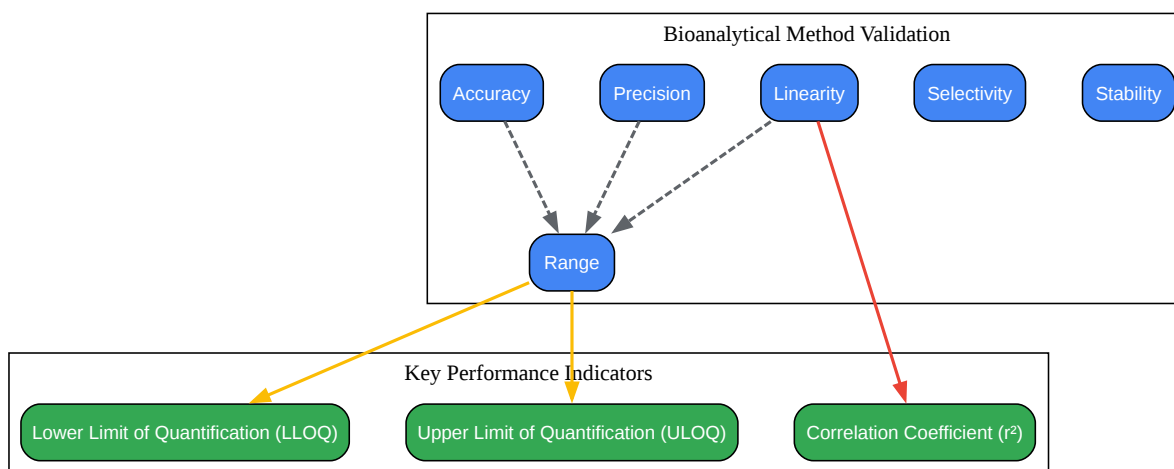 Bioanalytical Method Validation
Accuracy
Precision
Linearity
Selectivity
Stability
Range
Key Performance Indicators
Lower Limit of Quantification (LLOQ)
Upper Limit of Quantification (ULOQ)
Correlation Coefficient (r²)